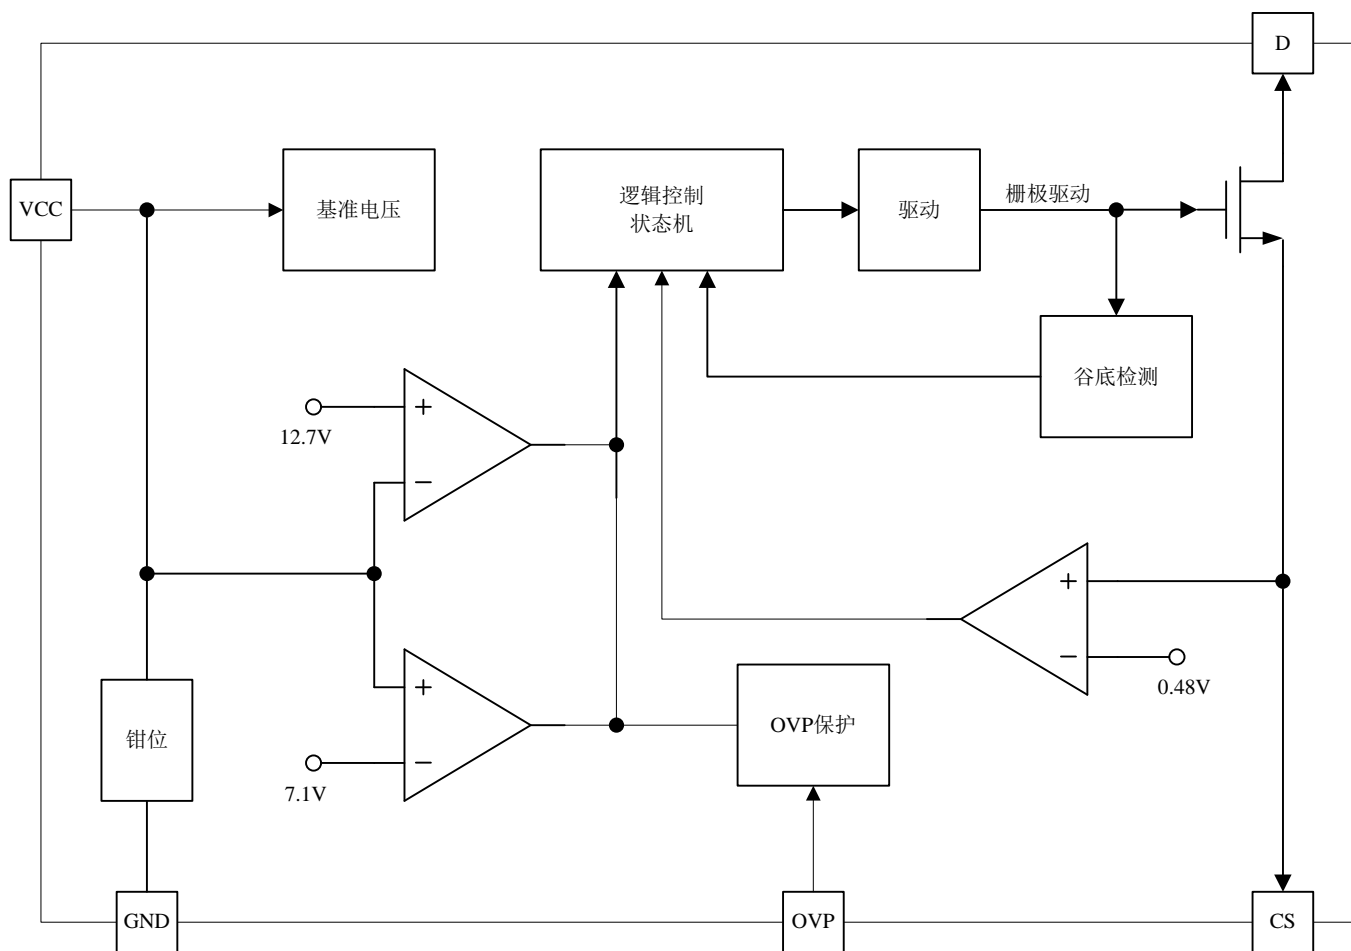 D
VCC
基准电压
逻辑控制
状态机
驱动
栅极驱动
谷底检测
+
12.7V
−
+
−
0.48V
钳位
+
−
7.1V
OVP保护
GND
OVP
CS